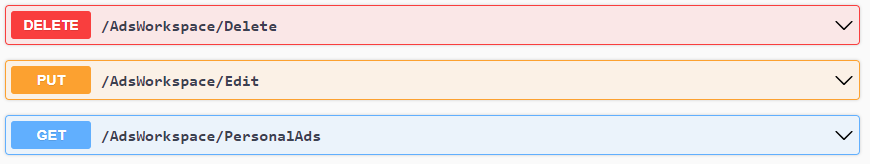 DELETE /AdsWorkspace/Delete
PUT /AdsWorkspace/Edit
GET /AdsWorkspace/PersonalAds